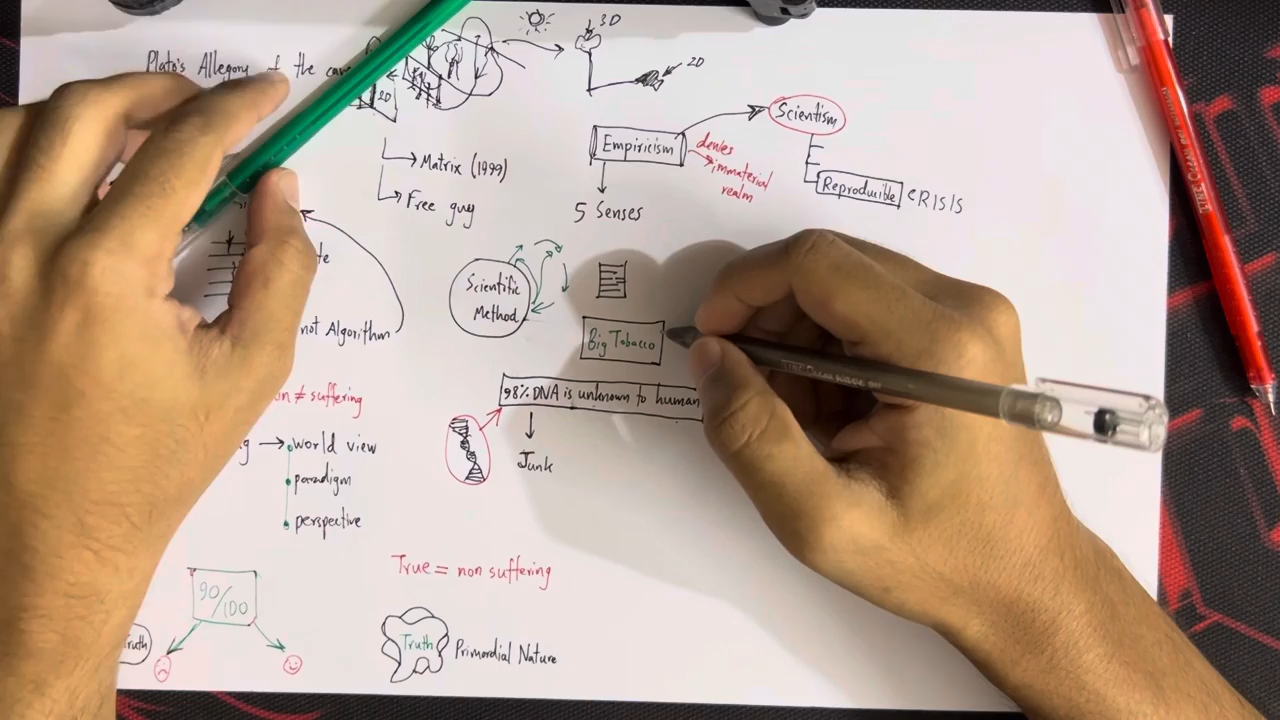 Plato's Allegory of the cave
3D
2D
2D
Scientism
Empiricism
denies
immaterial
realm
Matrix (1999)
Reproducible CRISIS
Free guy
5 Senses
Scientific
Method
not Algorithm
Big Tobacco
≠ suffering
98% DNA is unknown to human
world view
Junk
paradigm
perspective
True = non suffering
90/100
Truth
Primordial Nature